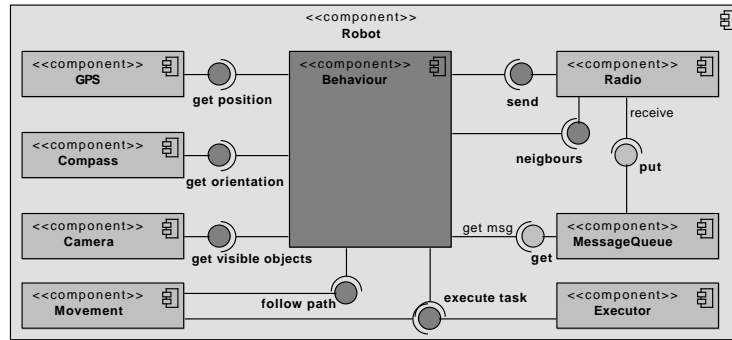 <<component>>
Robot
<<component>>
GPS
get position
<<component>>
Behaviour
send
<<component>>
Radio
receive
neigbours
put
<<component>>
Compass
get orientation
<<component>>
Camera
get visible objects
get msg
get
<<component>>
MessageQueue
<<component>>
Movement
follow path
execute task
<<component>>
Executor